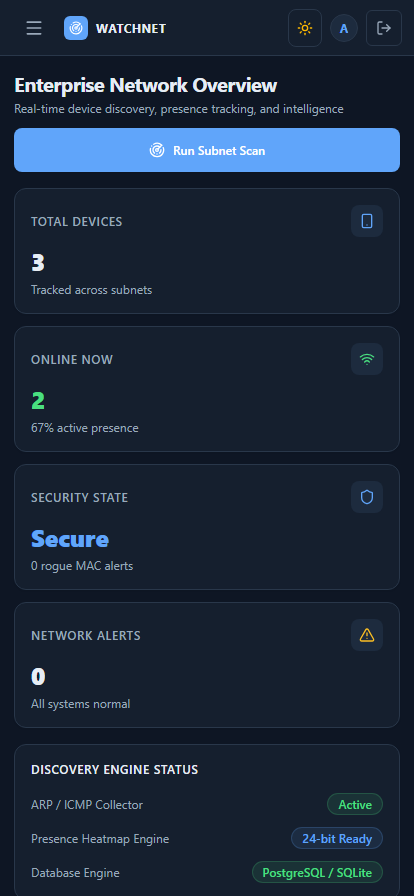 WATCHNET
A
Enterprise Network Overview
Real-time device discovery, presence tracking, and intelligence
Run Subnet Scan
TOTAL DEVICES
3
Tracked across subnets
ONLINE NOW
2
67% active presence
SECURITY STATE
Secure
0 rogue MAC alerts
NETWORK ALERTS
0
All systems normal
DISCOVERY ENGINE STATUS
ARP / ICMP Collector Active
Presence Heatmap Engine 24-bit Ready
Database Engine PostgreSQL / SQLite